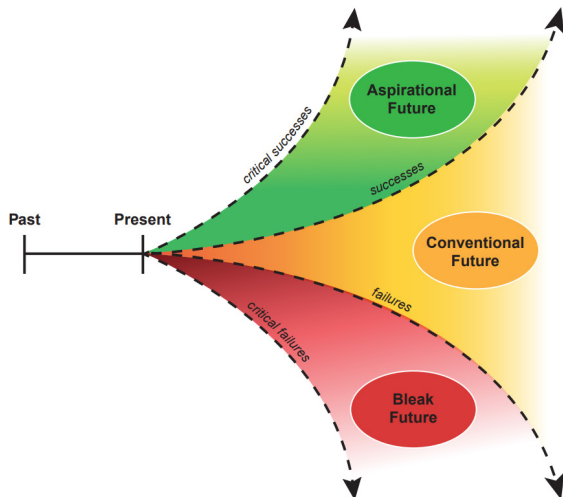 Aspirational
Future
critical successes
successes
Past
Present
Conventional
Future
failures
critical failures
Bleak
Future